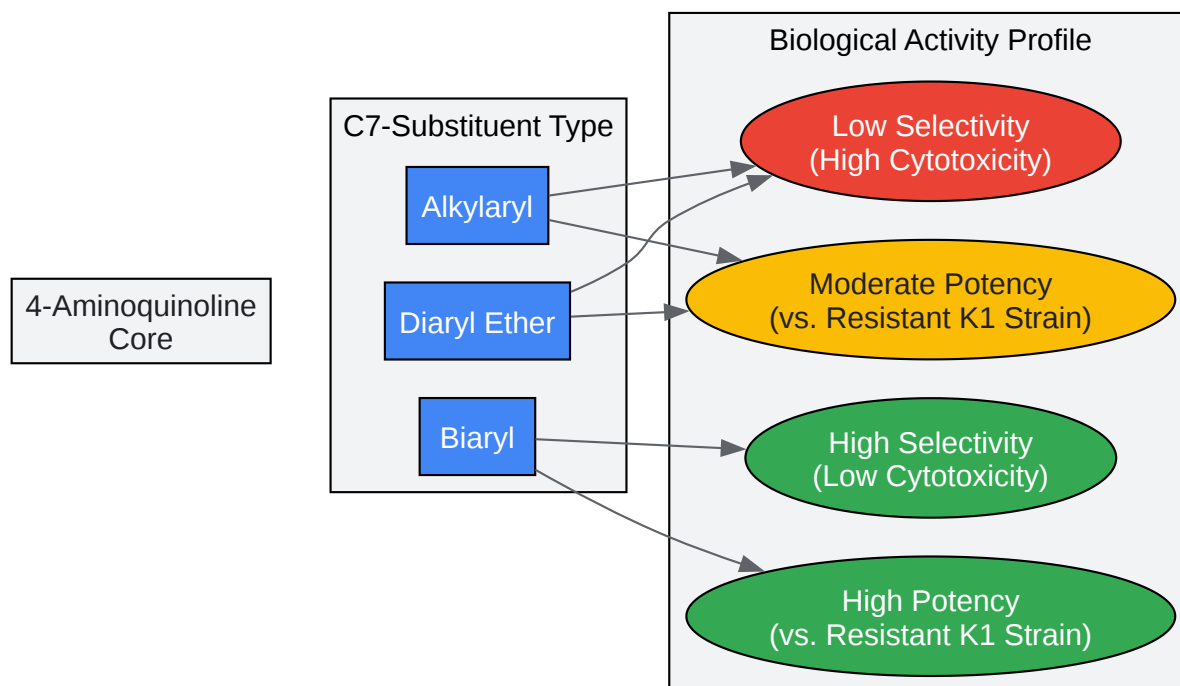 4-Aminoquinoline
Core
C7-Substituent Type
Alkylaryl
Diaryl Ether
Biaryl
Biological Activity Profile
Low Selectivity
(High Cytotoxicity)
Moderate Potency
(vs. Resistant K1 Strain)
High Selectivity
(Low Cytotoxicity)
High Potency
(vs. Resistant K1 Strain)